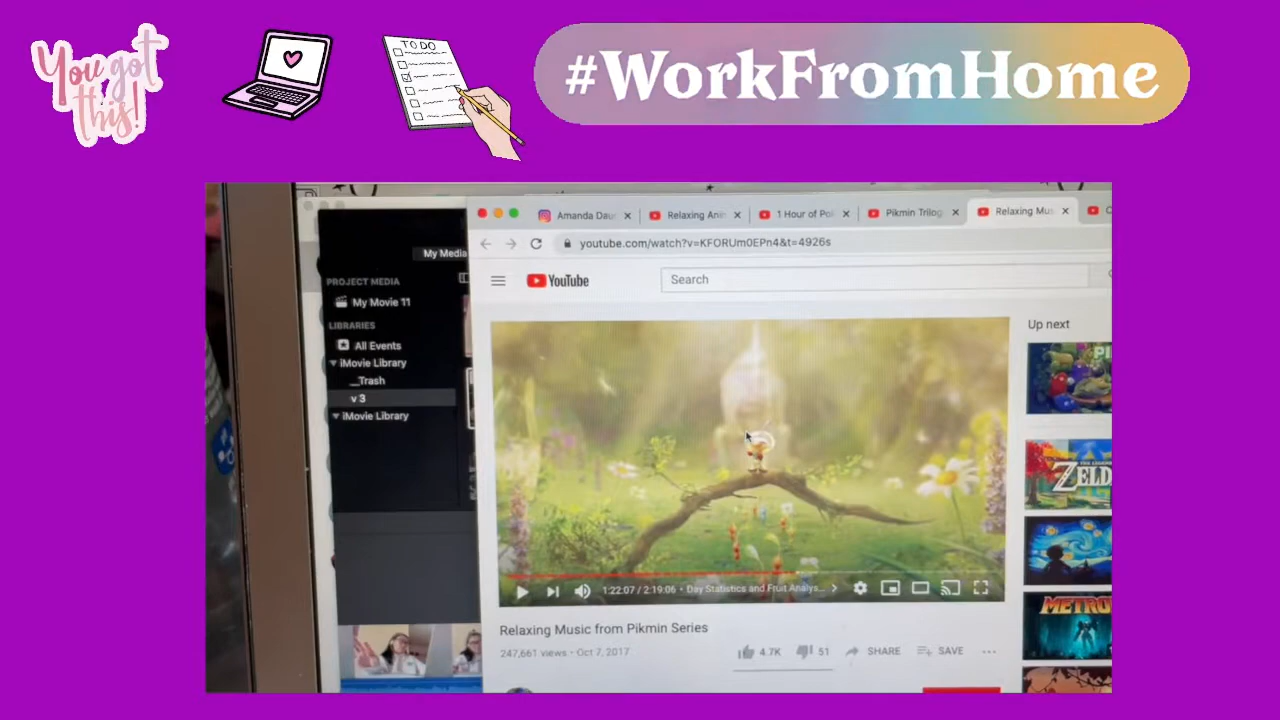 You got
this!
TO DO
#WorkFromHome
Amanda Dau
Relaxing Ani
1 Hour of Pok
Pikmin Trilog
Relaxing Mus
youtube.com/watch?v=KFORUm0EPn4&t=4926s
My Media
PROJECT MEDIA
My Movie 11
LIBRARIES
All Events
iMovie Library
__Trash
v 3
iMovie Library
YouTube
Search
Up next
PI
ZELD
METRO
1:22:07 / 2:19:06 • Day Statistics and Fruit Analys...
Relaxing Music from Pikmin Series
247,661 views • Oct 7, 2017
4.7K
51
SHARE
SAVE